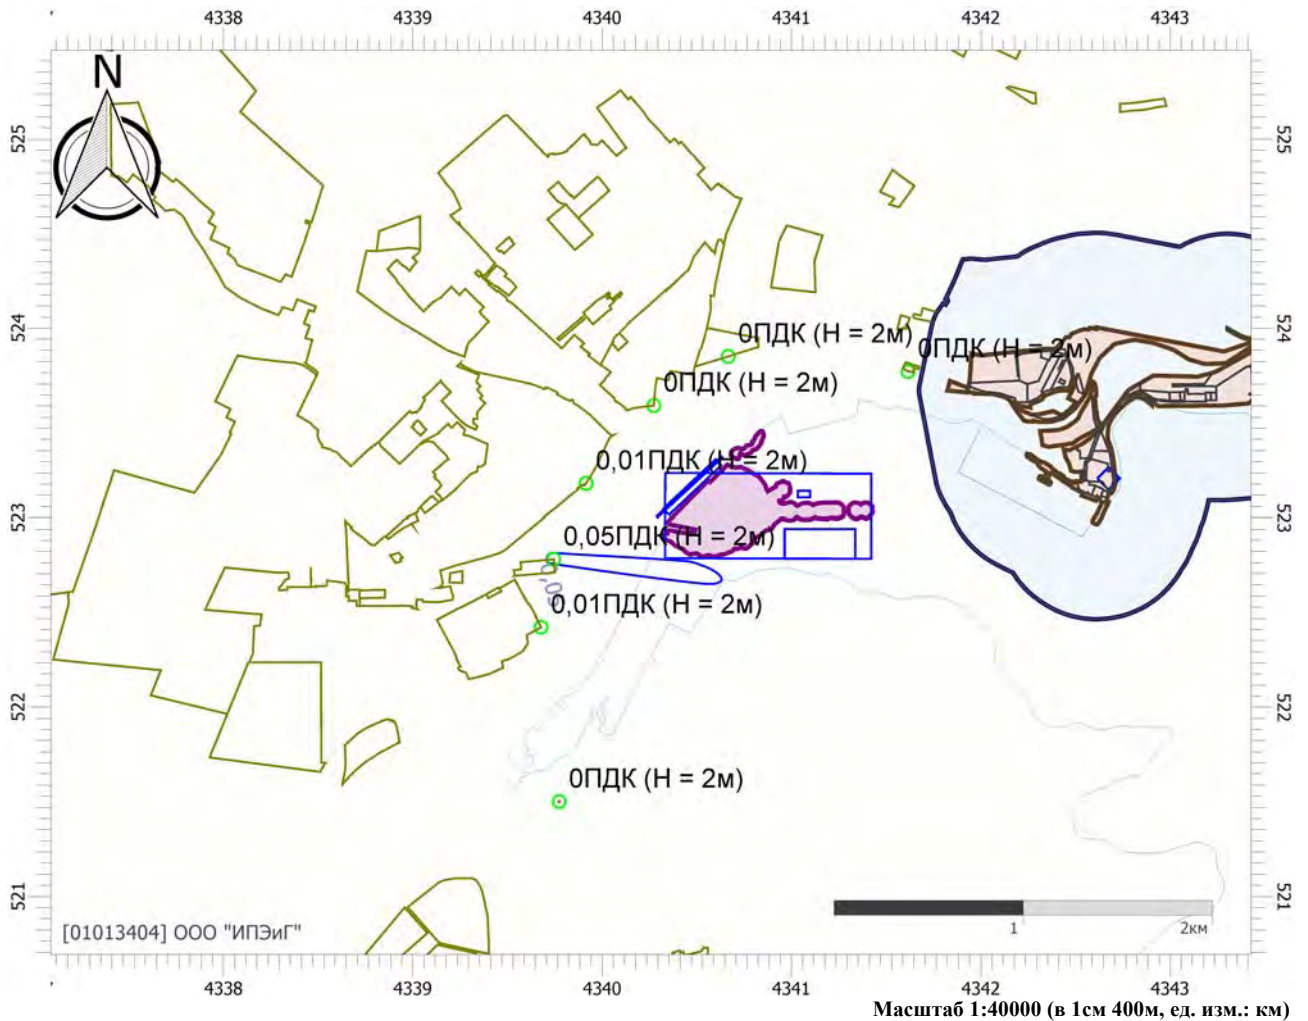 4338 4339 4340 4341 4342 4343
N
525 525
524 524
0ПДК (Н = 2м)
0ПДК (Н = 2м)
0ПДК (Н = 2м)
0,01ПДК (Н = 2м)
523 523
0,05ПДК (Н = 2м)
0,05
0,01ПДК (Н = 2м)
522 522
0ПДК (Н = 2м)
521 521
[01013404] ООО "ИПЭиГ"
1 2км
4338 4339 4340 4341 4342 4343
Масштаб 1:40000 (в 1см 400м, ед. изм.: км)